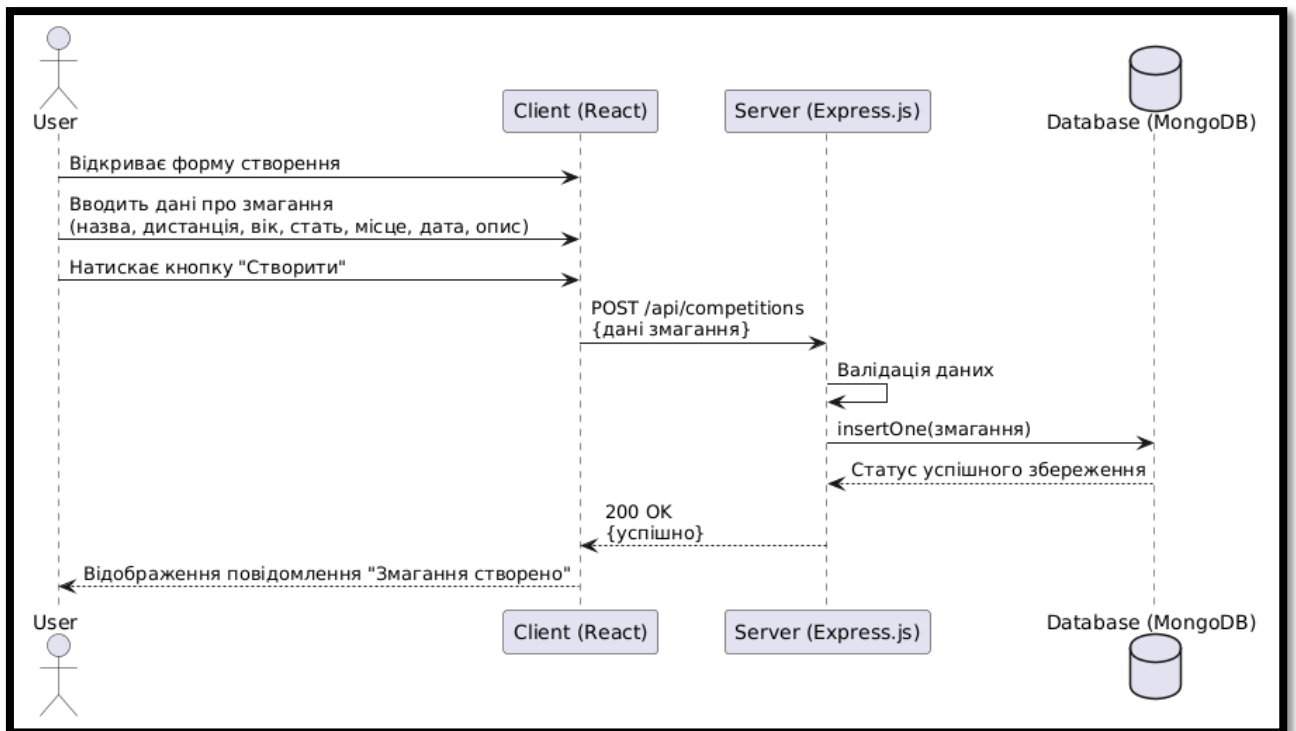 User
Client (React)
Server (Express.js)
Database (MongoDB)
Відкриває форму створення
Вводить дані про змагання
(назва, дистанція, вік, стать, місце, дата, опис)
Натискає кнопку "Створити"
POST /api/competitions
{дані змагання}
Валідація даних
insertOne(змагання)
Статус успішного збереження
200 OK
{успішно}
Відображення повідомлення "Змагання створено"
User
Client (React)
Server (Express.js)
Database (MongoDB)